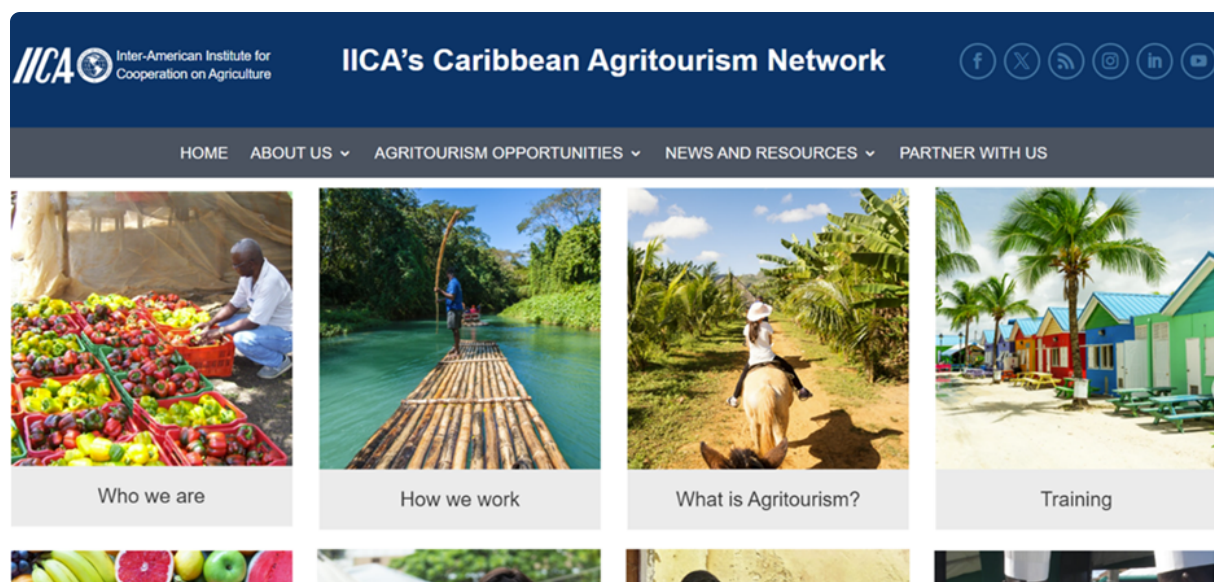 IICA
Inter-American Institute for
Cooperation on Agriculture
IICA's Caribbean Agritourism Network
HOME ABOUT US AGRITOURISM OPPORTUNITIES NEWS AND RESOURCES PARTNER WITH US
Who we are
How we work
What is Agritourism?
Training